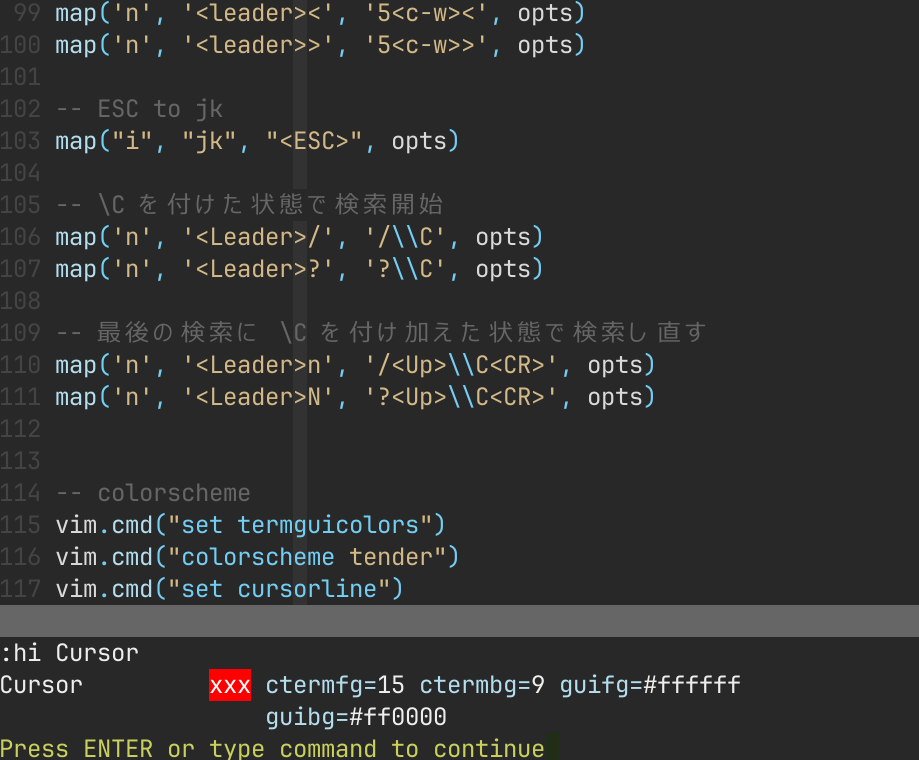 99 map('n', '<leader><', '5<c-w><', opts)
100 map('n', '<leader>>', '5<c-w>>', opts)
101
102 -- ESC to jk
103 map("i", "jk", "<ESC>", opts)
104
105 -- \C を付けた状態で検索開始
106 map('n', '<Leader>/', '/\\C', opts)
107 map('n', '<Leader>?', '?\\C', opts)
108
109 -- 最後の検索に \C を付け加えた状態で検索し直す
110 map('n', '<Leader>n', '/<Up>\\C<CR>', opts)
111 map('n', '<Leader>N', '?<Up>\\C<CR>', opts)
112
113
114 -- colorscheme
115 vim.cmd("set termguicolors")
116 vim.cmd("colorscheme tender")
117 vim.cmd("set cursorline")
:hi Cursor
Cursor xxx ctermfg=15 ctermbg=9 guifg=#ffffff
guibg=#ff0000
Press ENTER or type command to continue